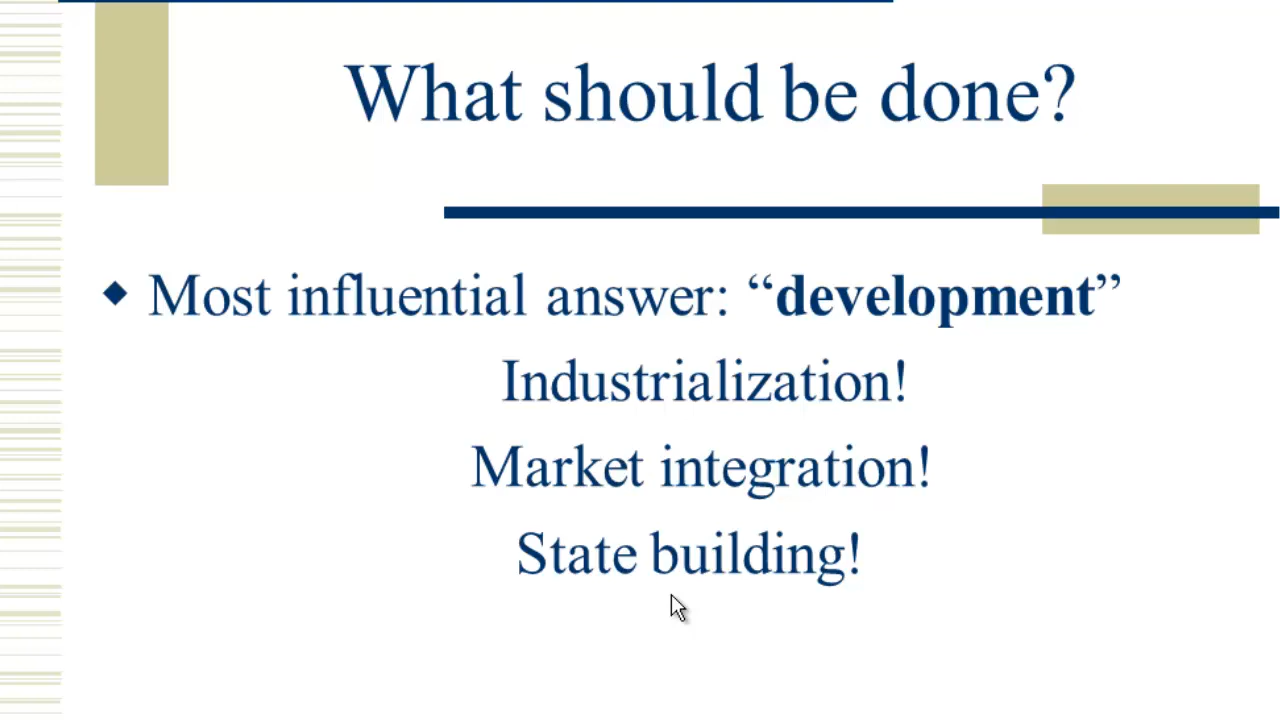 What should be done?
Most influential answer: “development”
Industrialization!
Market integration!
State building!